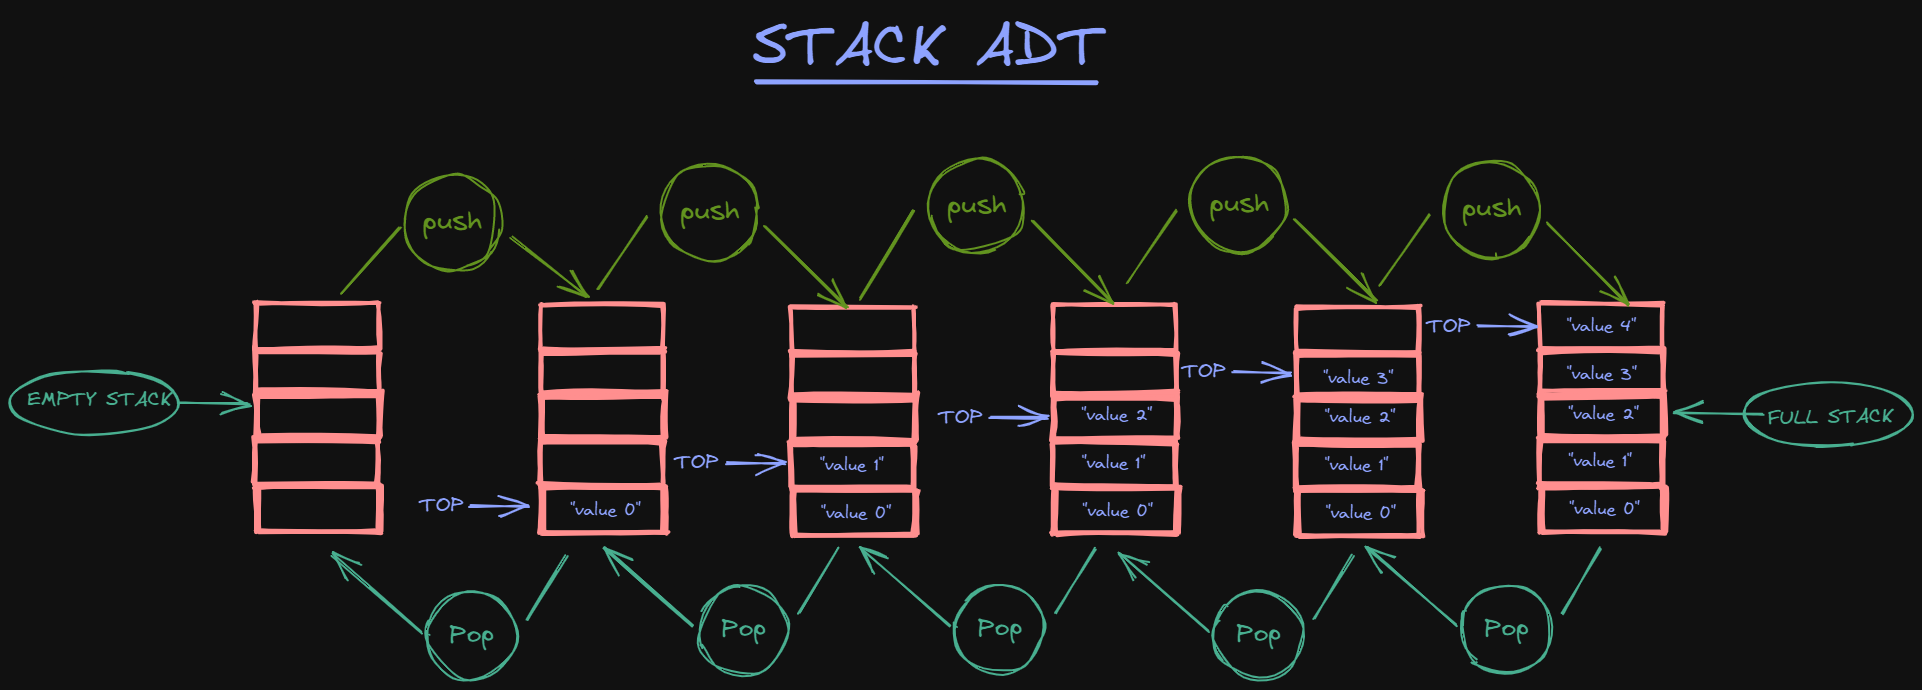 STACK ADT
push
push
push
push
push
EMPTY STACK
TOP
"value 0"
TOP
"value 1"
"value 0"
TOP
"value 2"
"value 1"
"value 0"
TOP
"value 3"
"value 2"
"value 1"
"value 0"
TOP
"value 4"
"value 3"
"value 2"
"value 1"
"value 0"
FULL STACK
Pop
Pop
Pop
Pop
Pop